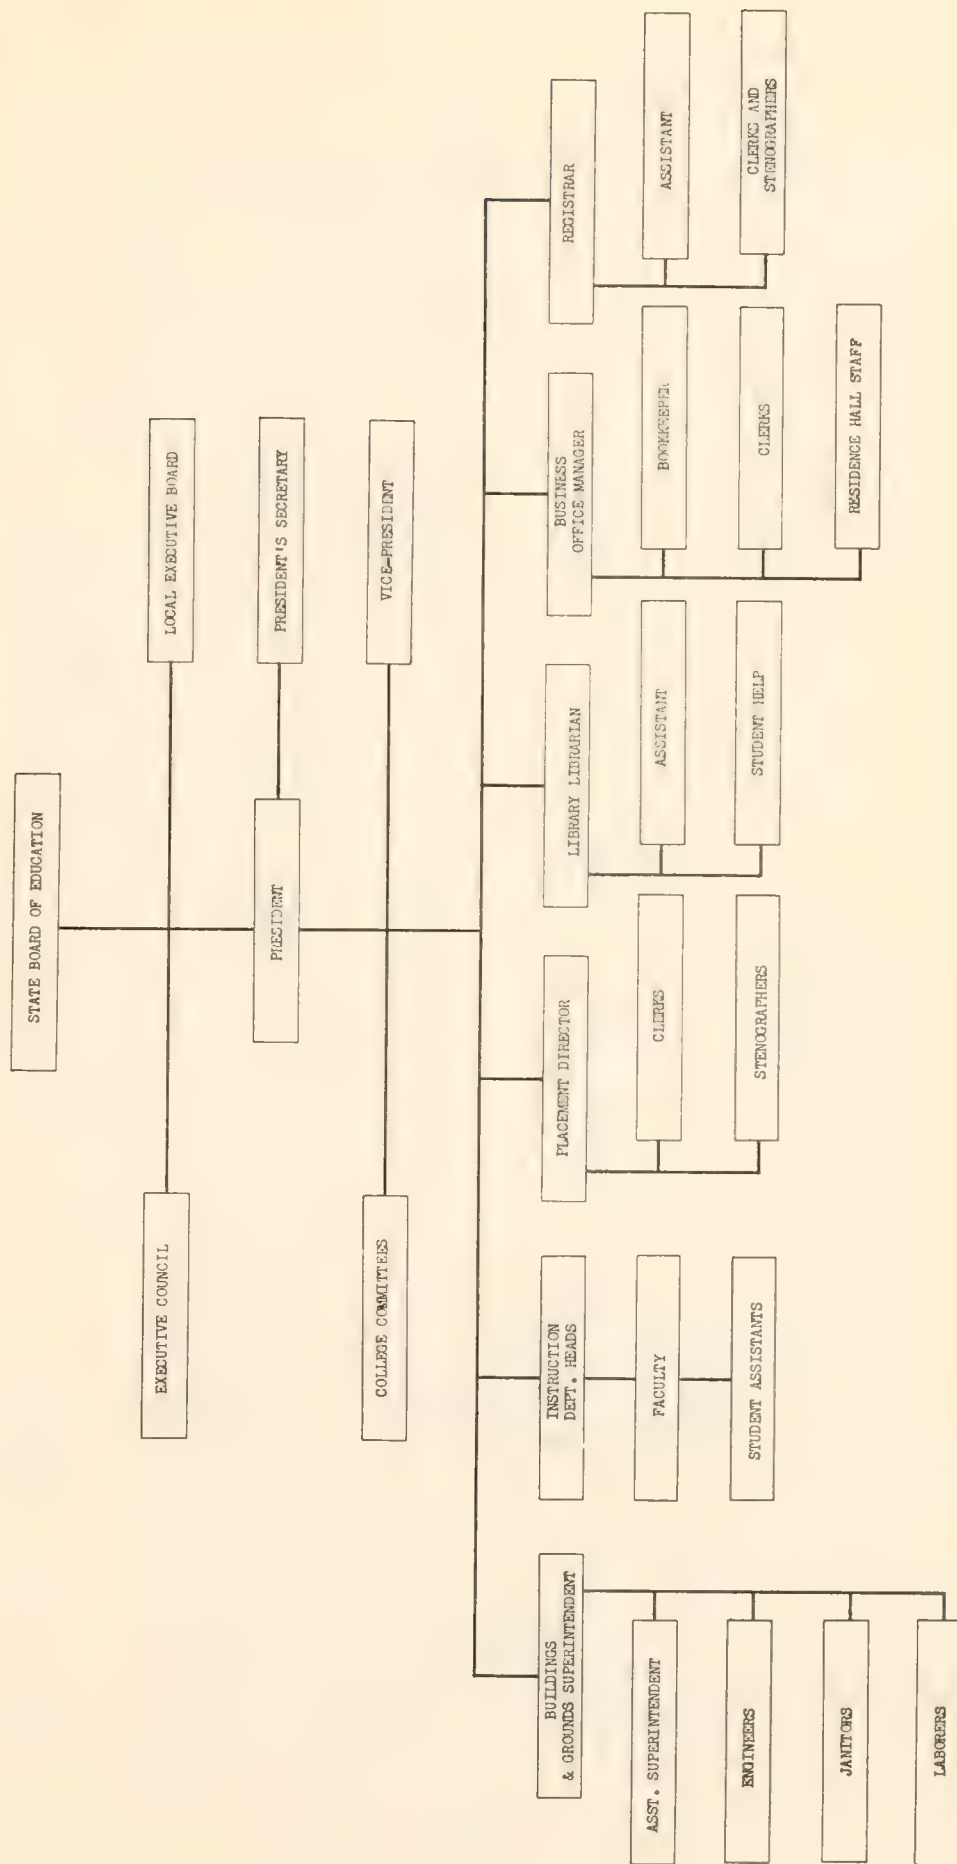 STATE BOARD OF EDUCATION
EXECUTIVE COUNCIL
LOCAL EXECUTIVE BOARD
PRESIDENT
PRESIDENT'S SECRETARY
COLLEGE COMMITTEES
VICE-PRESIDENT
BUILDINGS
& GROUNDS SUPERINTENDENT
ASST. SUPERINTENDENT
ENGINEERS
JANITORS
LABORERS
INSTRUCTION
DEPT. HEADS
FACULTY
STUDENT ASSISTANTS
PLACEMENT DIRECTOR
CLERKS
STENOGRAPHERS
LIBRARY LIBRARIAN
ASSISTANT
STUDENT HELP
BUSINESS
OFFICE MANAGER
BOOKKEEPER
CLERKS
RESIDENCE HALL STAFF
REGISTRAR
ASSISTANT
CLERKS AND
STENOGRAPHERS